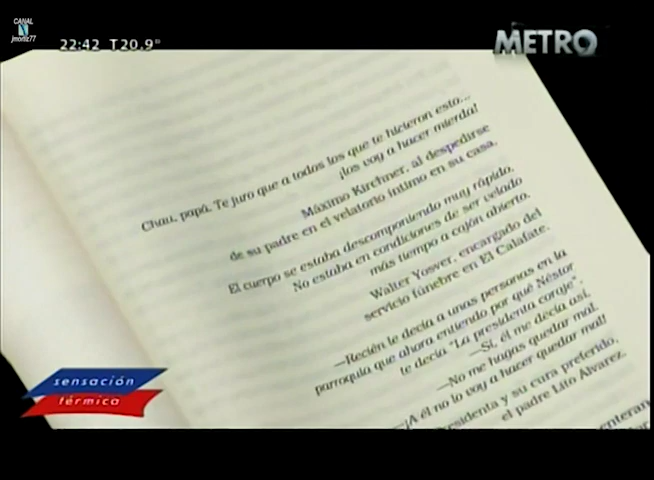 CANAL
jmortiz77
22:42 T20.9°
METRO
Chau, papá. Te juro que a todos los que te hicieron esto...
¡los voy a hacer mierda!
Máximo Kirchner, al despedirse
de su padre en el velatorio íntimo en su casa.
El cuerpo se estaba descomponiendo muy rápido.
No estaba en condiciones de ser velado
más tiempo a cajón abierto.
Walter Yosver, encargado del
servicio fúnebre en El Calafate.
—Recién le decía a unas personas en la
parroquia que ahora entiendo por qué Néstor
te decía "La presidenta coraje".
—Sí, él me decía así.
—No me hagas quedar mal.
—¡A él no lo voy a hacer quedar mal!
Presidenta y su cura preferido,
el padre Lito Álvarez.
sensación
térmica